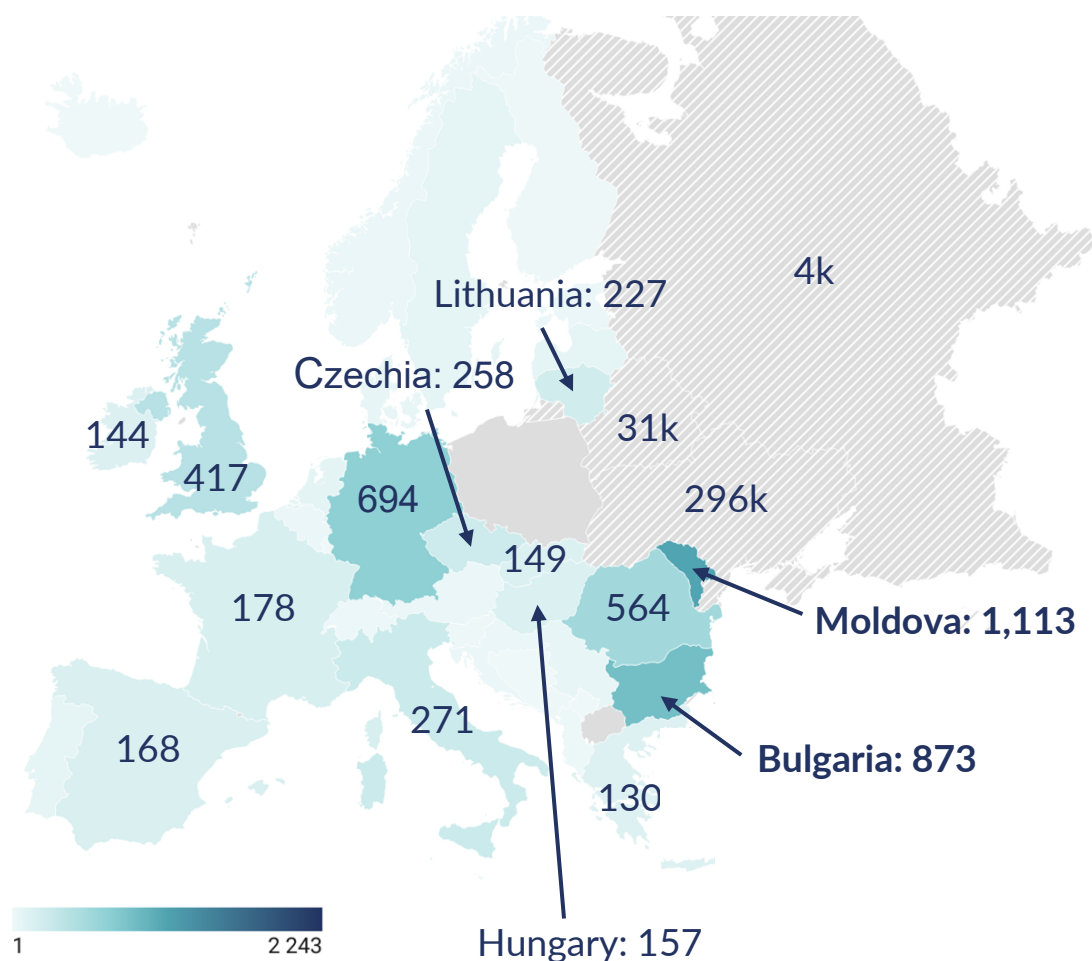 4k
Lithuania: 227
Czechia: 258
144
31k
417
694
296k
149
178
564
Moldova: 1,113
271
168
Bulgaria: 873
130
1
2 243
Hungary: 157